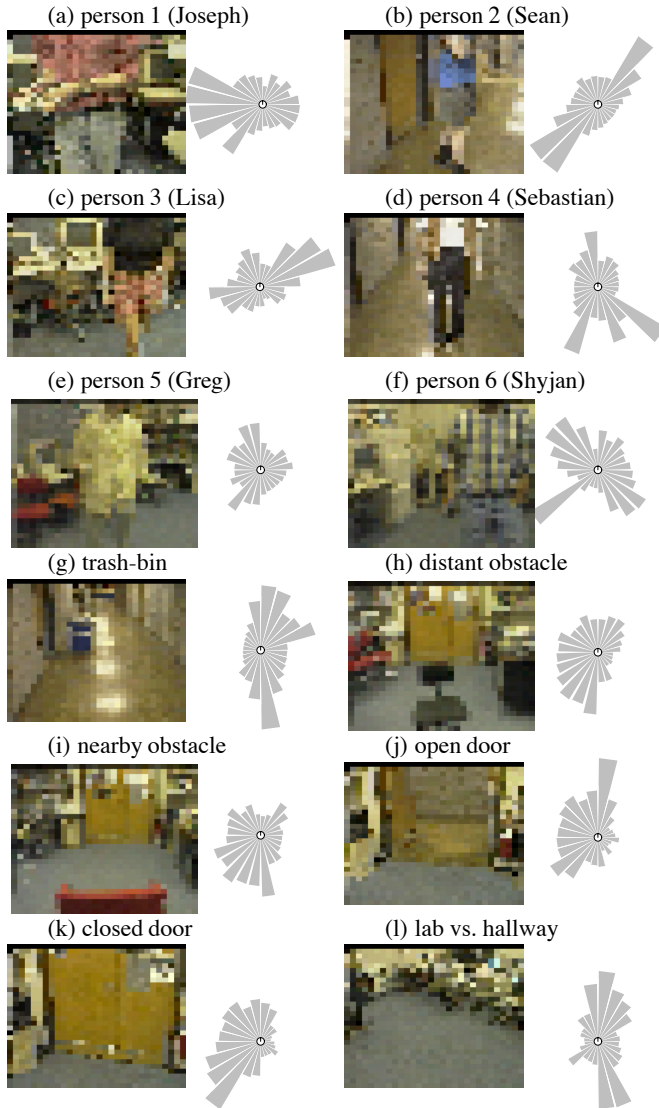 (a) person 1 (Joseph)
(b) person 2 (Sean)
(c) person 3 (Lisa)
(d) person 4 (Sebastian)
(e) person 5 (Greg)
(f) person 6 (Shyjan)
(g) trash-bin
(h) distant obstacle
(i) nearby obstacle
(j) open door
(k) closed door
(l) lab vs. hallway